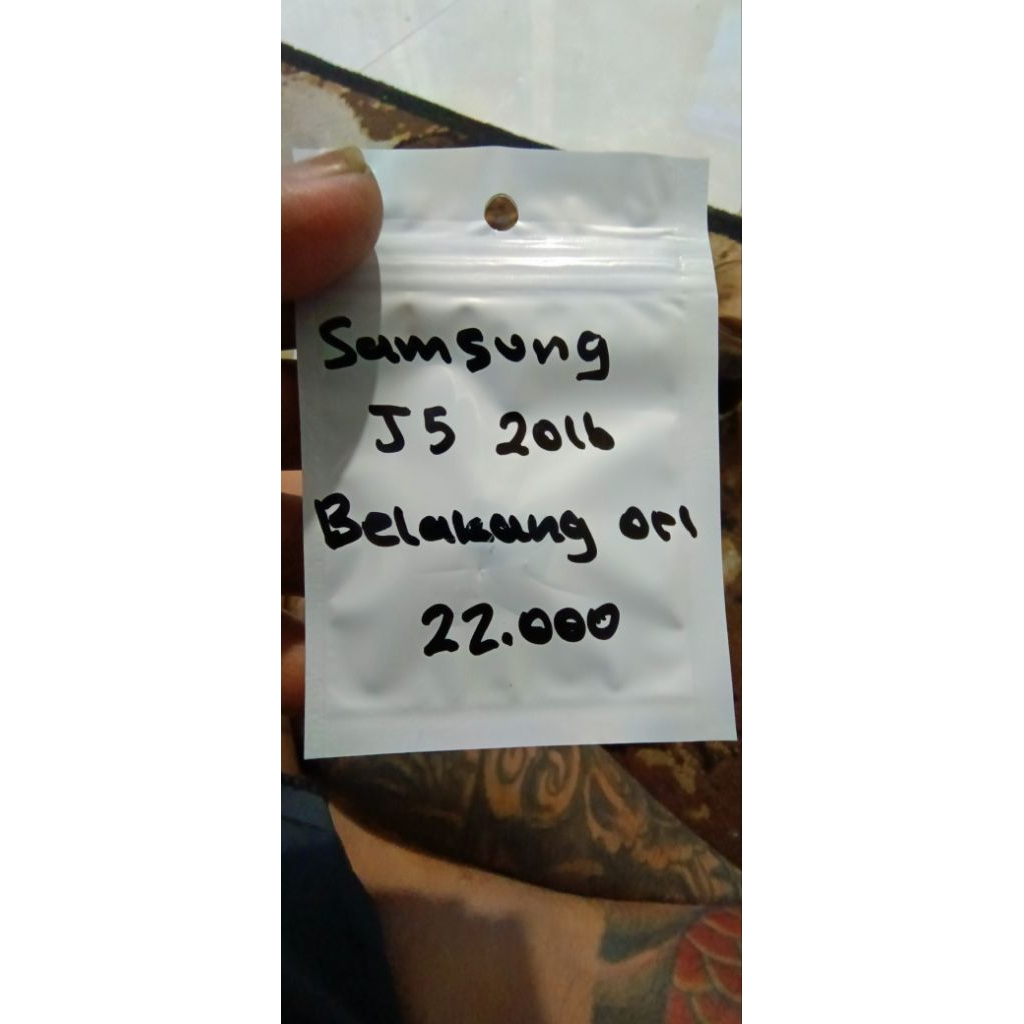 Samsung
J5 2016
Belakang ori
22.000